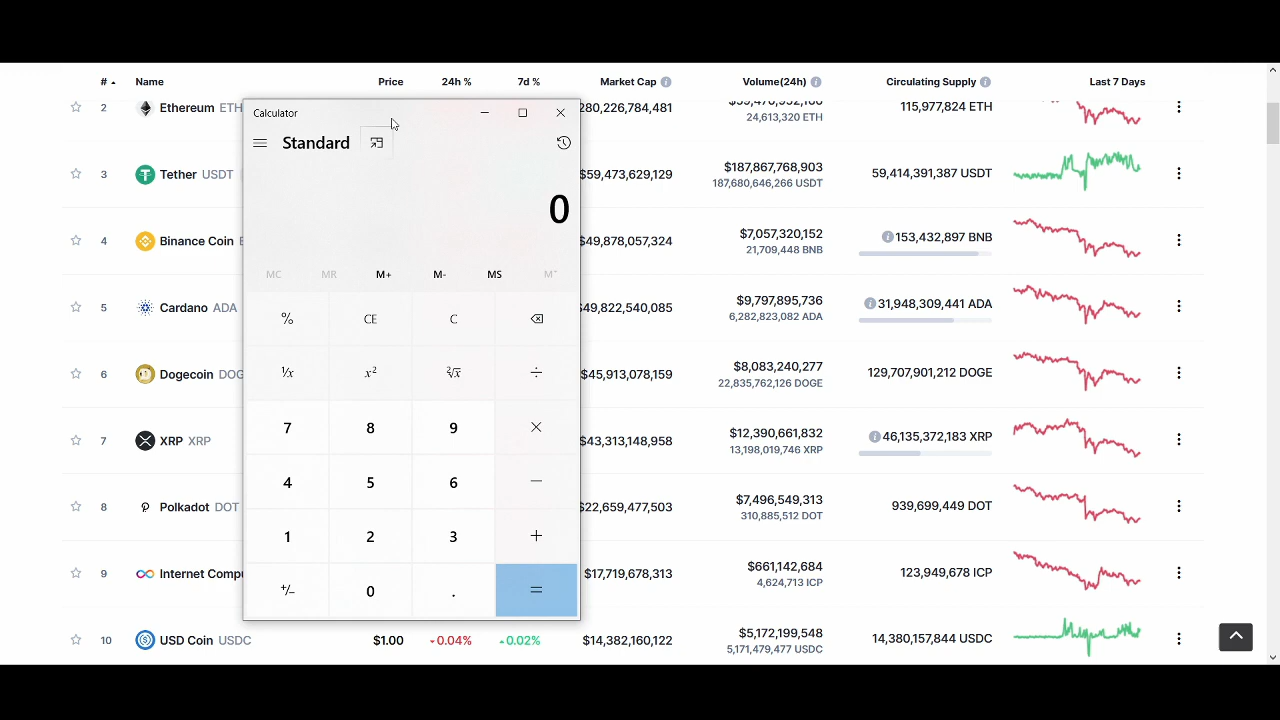 # Name Price 24h % 7d % Market Cap Volume(24h) Circulating Supply Last 7 Days
2 Ethereum ETH 280,226,784,481 115,977,824 ETH
24,613,320 ETH
Calculator
Standard
0
MC MR M+ M- MS
% CE C
¹/x x² ²√x ÷
7 8 9 ×
4 5 6 −
1 2 3 +
+/− 0 . =
3 Tether USDT $59,473,629,129 $187,867,768,903 59,414,391,387 USDT
187,680,646,266 USDT
4 Binance Coin $49,878,057,324 $7,057,320,152 153,432,897 BNB
21,709,448 BNB
5 Cardano ADA 49,822,540,085 $9,797,895,736 31,948,309,441 ADA
6,282,823,082 ADA
6 Dogecoin DOG $45,913,078,159 $8,083,240,277 129,707,901,212 DOGE
22,835,762,126 DOGE
7 XRP XRP $43,313,148,958 $12,390,661,832 46,135,372,183 XRP
13,198,019,746 XRP
8 Polkadot DOT $22,659,477,503 $7,496,549,313 939,699,449 DOT
310,885,512 DOT
9 Internet Comp $17,719,678,313 $661,142,684 123,949,678 ICP
4,624,713 ICP
10 USD Coin USDC $1.00 0.04% 0.02% $14,382,160,122 $5,172,199,548 14,380,157,844 USDC
5,171,479,477 USDC